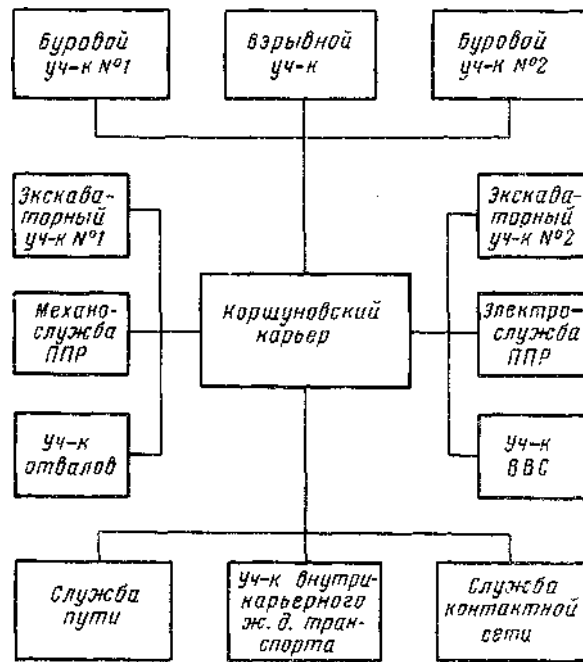 Буровой
уч-к №1
Взрывной
уч-к
Буровой
уч-к №2
Экскава-
торный
уч-к №1
Экскава-
торный
уч-к №2
Коршуновский
карьер
Механо-
служба
ППР
Электро-
служба
ППР
Уч-к
отвалов
Уч-к
ВВС
Служба
пути
Уч-к внутри-
карьерного
ж. д. тран-
спорта
Служба
контактной
сети